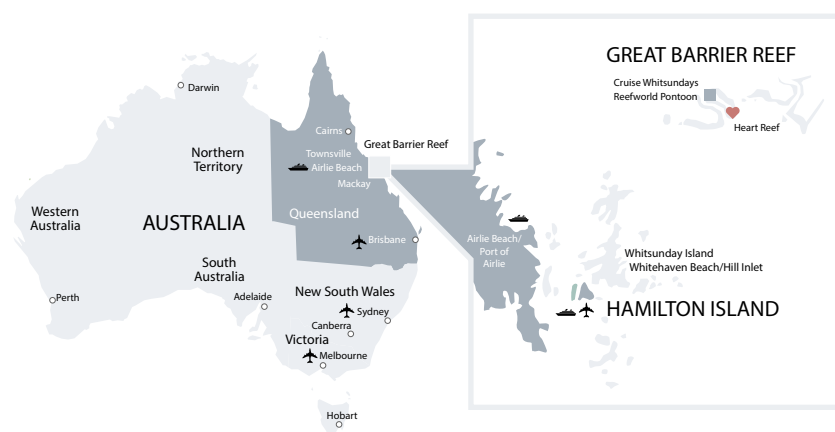 Darwin
Cairns
Great Barrier Reef
Northern
Territory
Townsville
Airlie Beach
Mackay
Western
Australia
AUSTRALIA
Queensland
Brisbane
South
Australia
Perth
Adelaide
New South Wales
Sydney
Canberra
Victoria
Melbourne
Hobart
GREAT BARRIER REEF
Cruise Whitsundays
Reefworld Pontoon
Heart Reef
Airlie Beach/
Port of
Airlie
Whitsunday Island
Whitehaven Beach/Hill Inlet
HAMILTON ISLAND